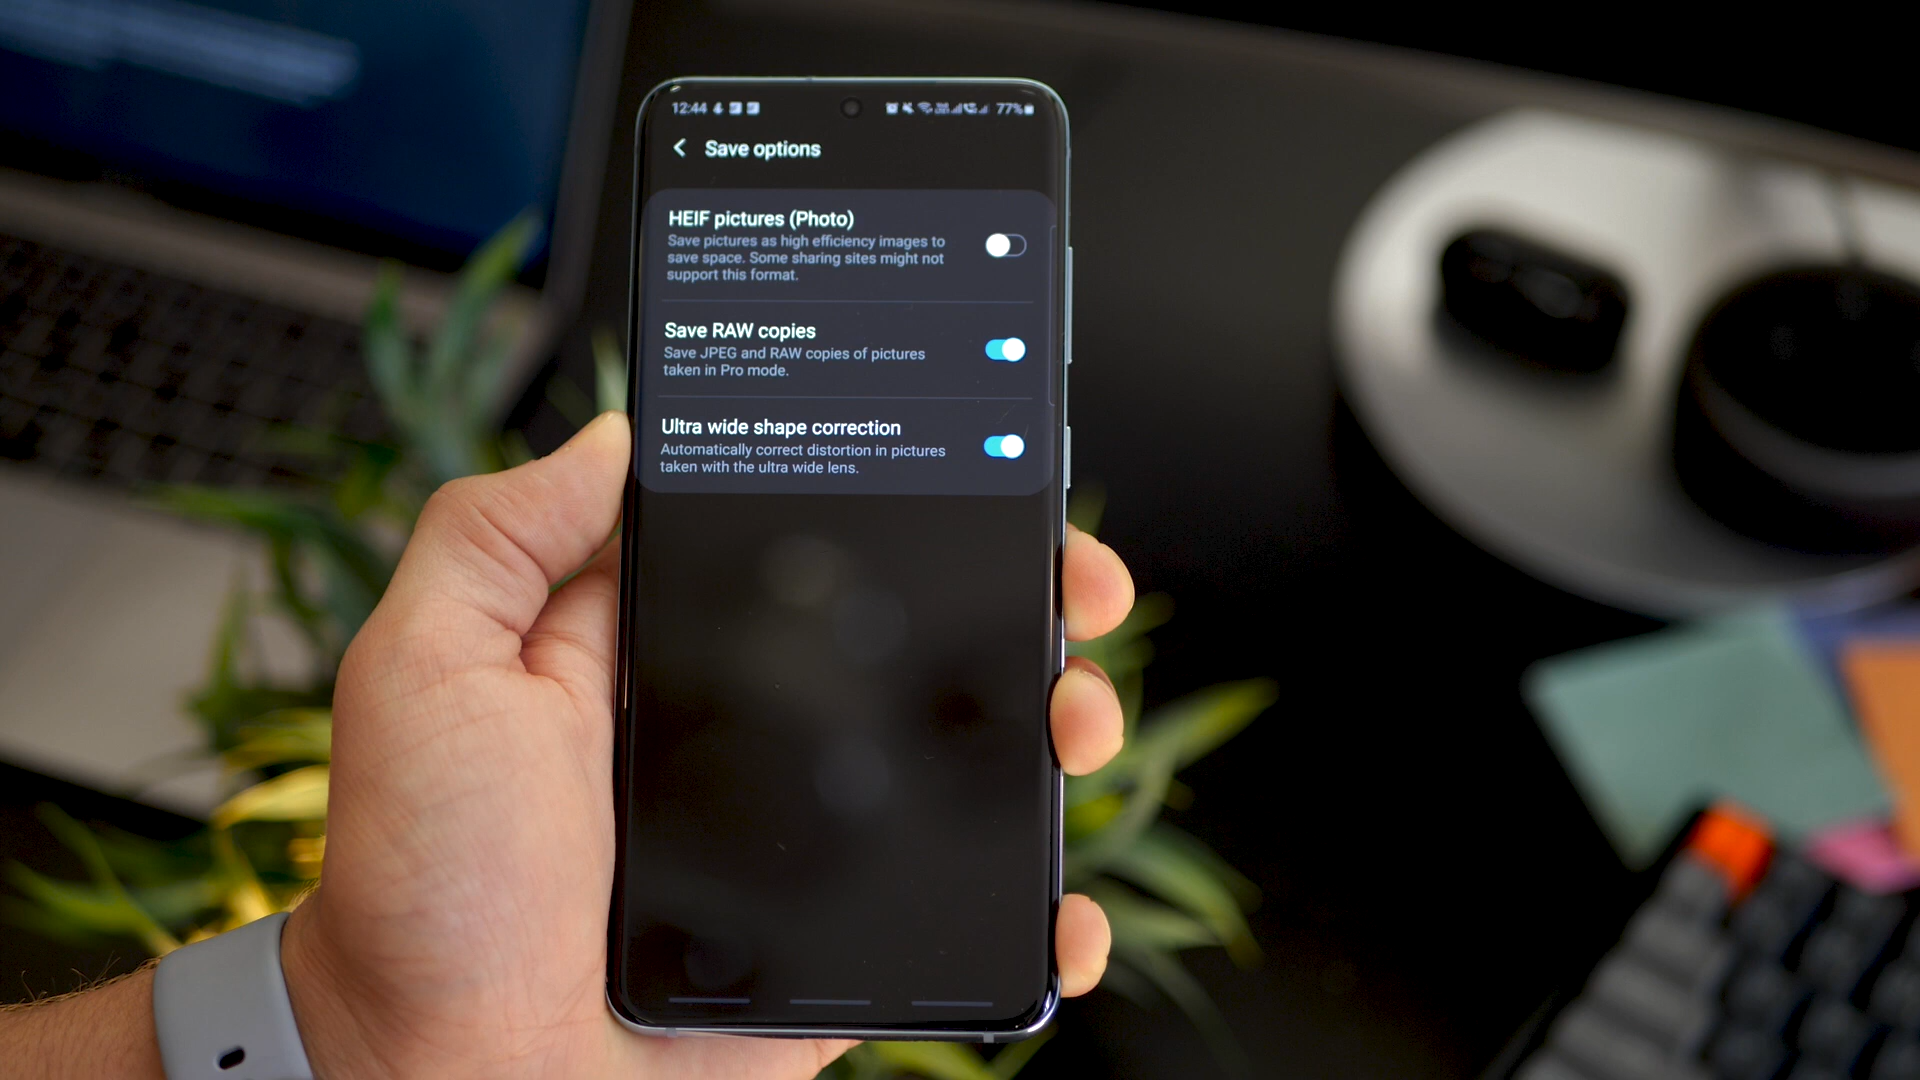 12:44 77%
Save options
HEIF pictures (Photo)
Save pictures as high efficiency images to
save space. Some sharing sites might not
support this format.
Save RAW copies
Save JPEG and RAW copies of pictures
taken in Pro mode.
Ultra wide shape correction
Automatically correct distortion in pictures
taken with the ultra wide lens.